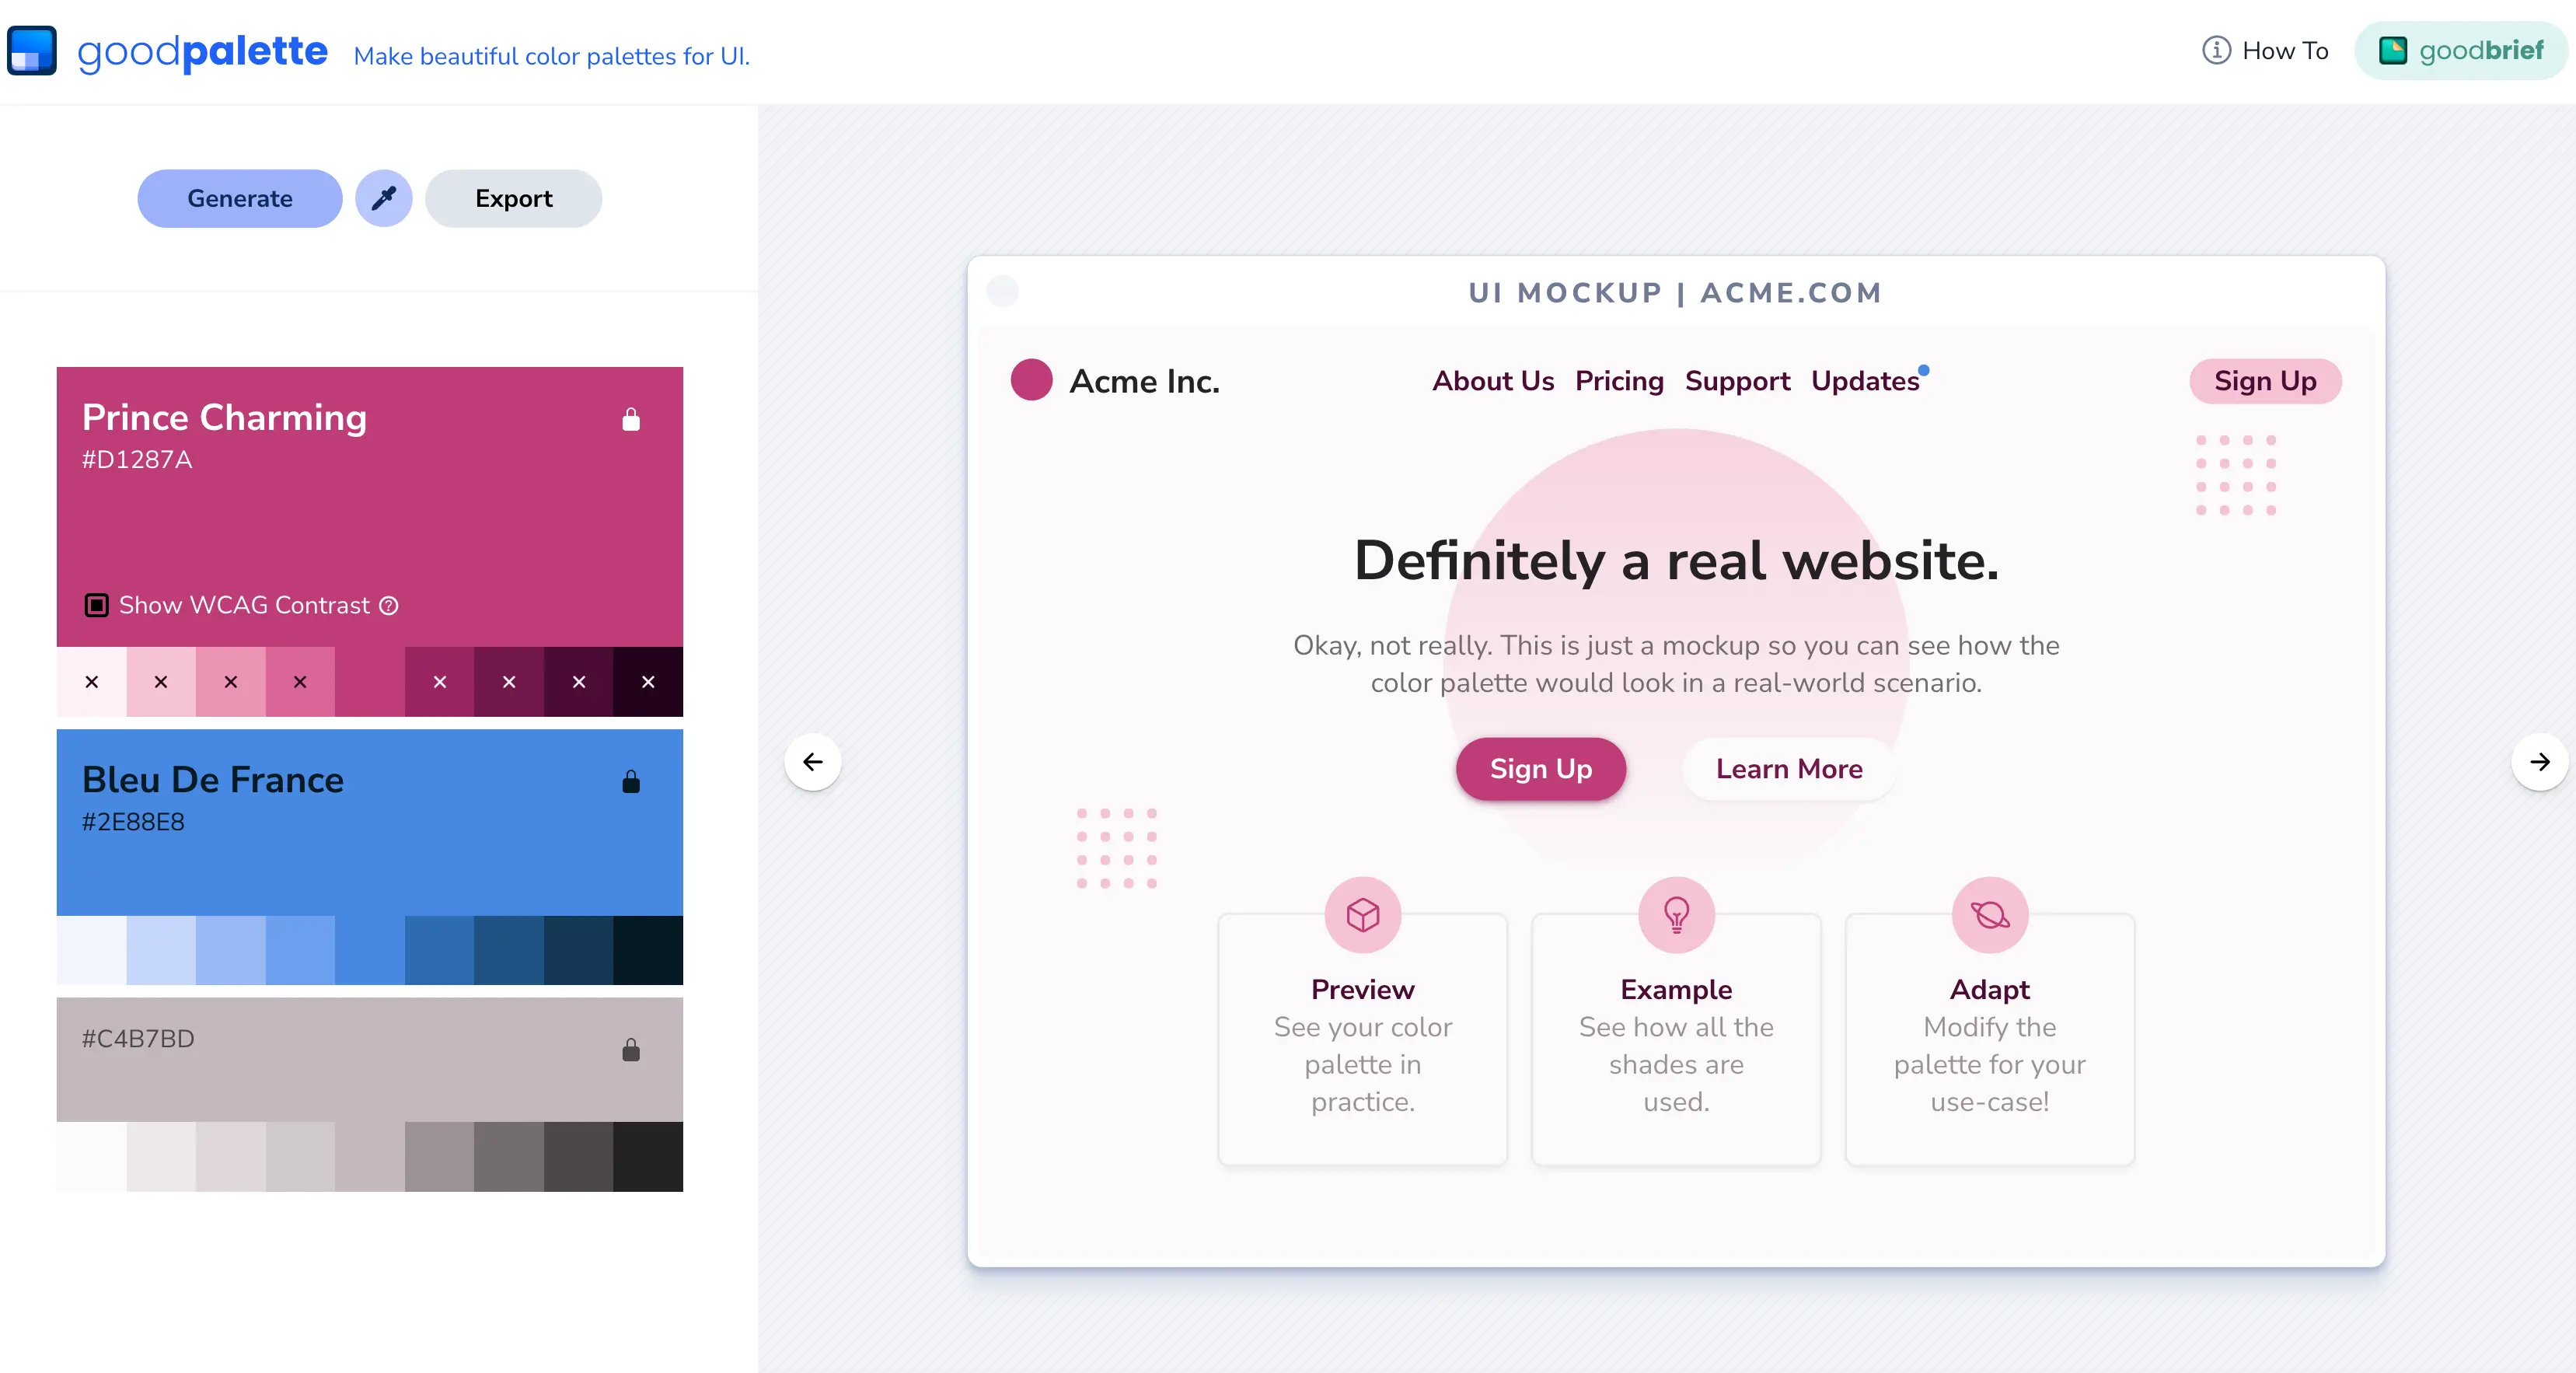 goodpalette Make beautiful color palettes for UI.
How To
goodbrief
Generate
Export
Prince Charming
#D1287A
Show WCAG Contrast
Bleu De France
#2E88E8
#C4B7BD
UI MOCKUP | ACME.COM
Acme Inc.
About Us Pricing Support Updates
Sign Up
Definitely a real website.
Okay, not really. This is just a mockup so you can see how the
color palette would look in a real-world scenario.
Sign Up
Learn More
Preview
See your color
palette in
practice.
Example
See how all the
shades are
used.
Adapt
Modify the
palette for your
use-case!